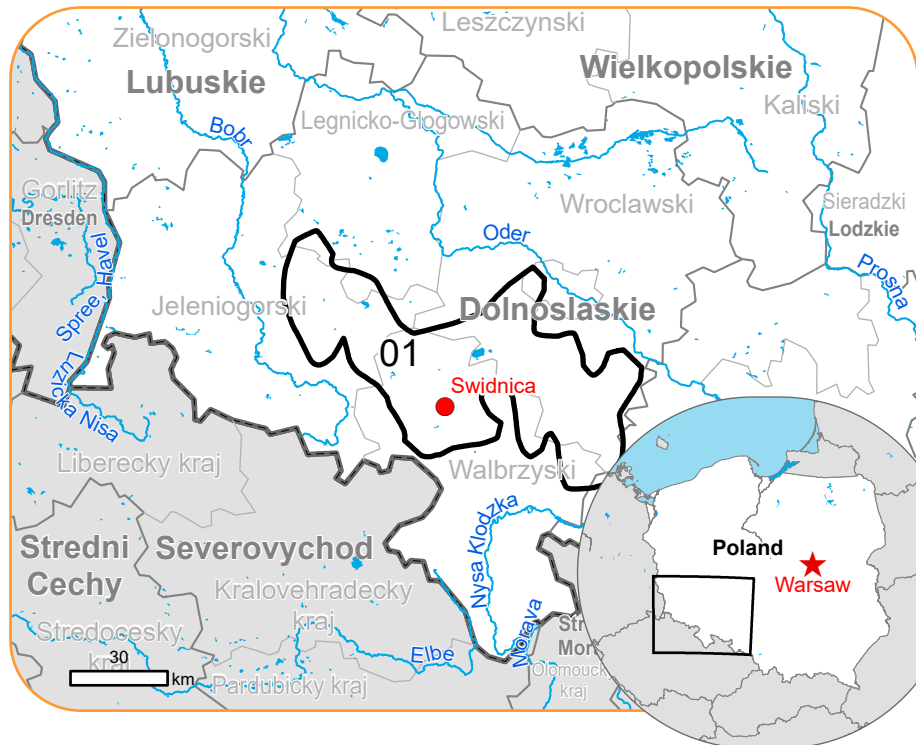 Leszczynski
Zielonogorski
Lubuskie
Wielkopolskie
Kaliski
Legnicko-Glogowski
Bobr
Gorlitz
Dresden
Wroclawski
Sieradzki
Lodzkie
Oder
Spree, Havel
Prosna
Jeleniogorski
Dolnoslaskie
01
Swidnica
Luzicka Nisa
Liberecky kraj
Walbrzyski
Nysa Klodzka
Stredni
Cechy
Severovychod
Kralovehradecky
kraj
Stredocesky
kraj
Elbe
Morava
Str
Mor
Olomoucky
kraj
Pardubicky kraj
30
km
Poland
Warsaw